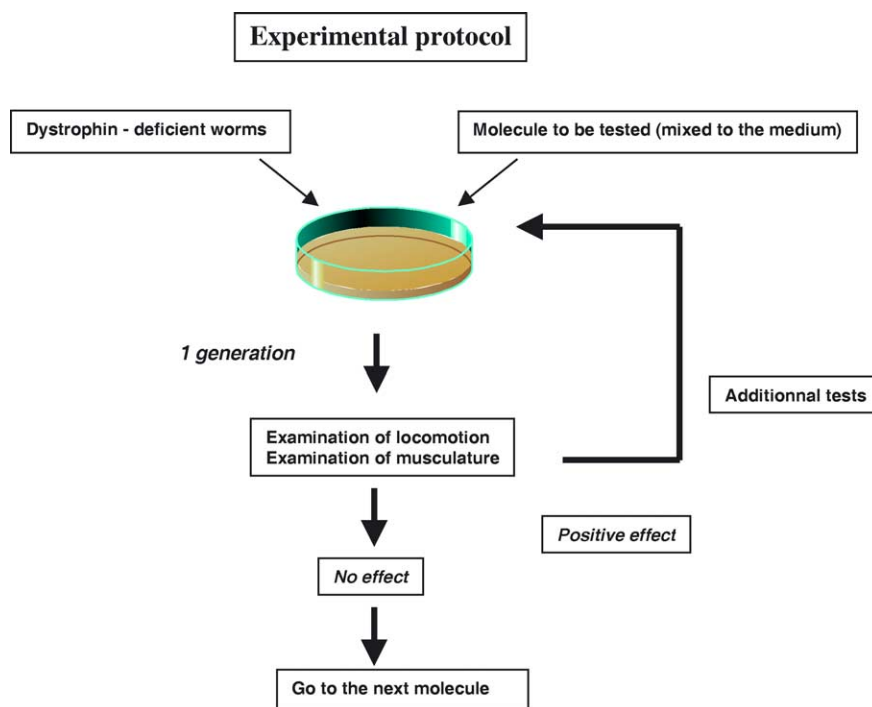 Experimental protocol
Dystrophin - deficient worms
Molecule to be tested (mixed to the medium)
1 generation
Additionnal tests
Examination of locomotion
Examination of musculature
Positive effect
No effect
Go to the next molecule